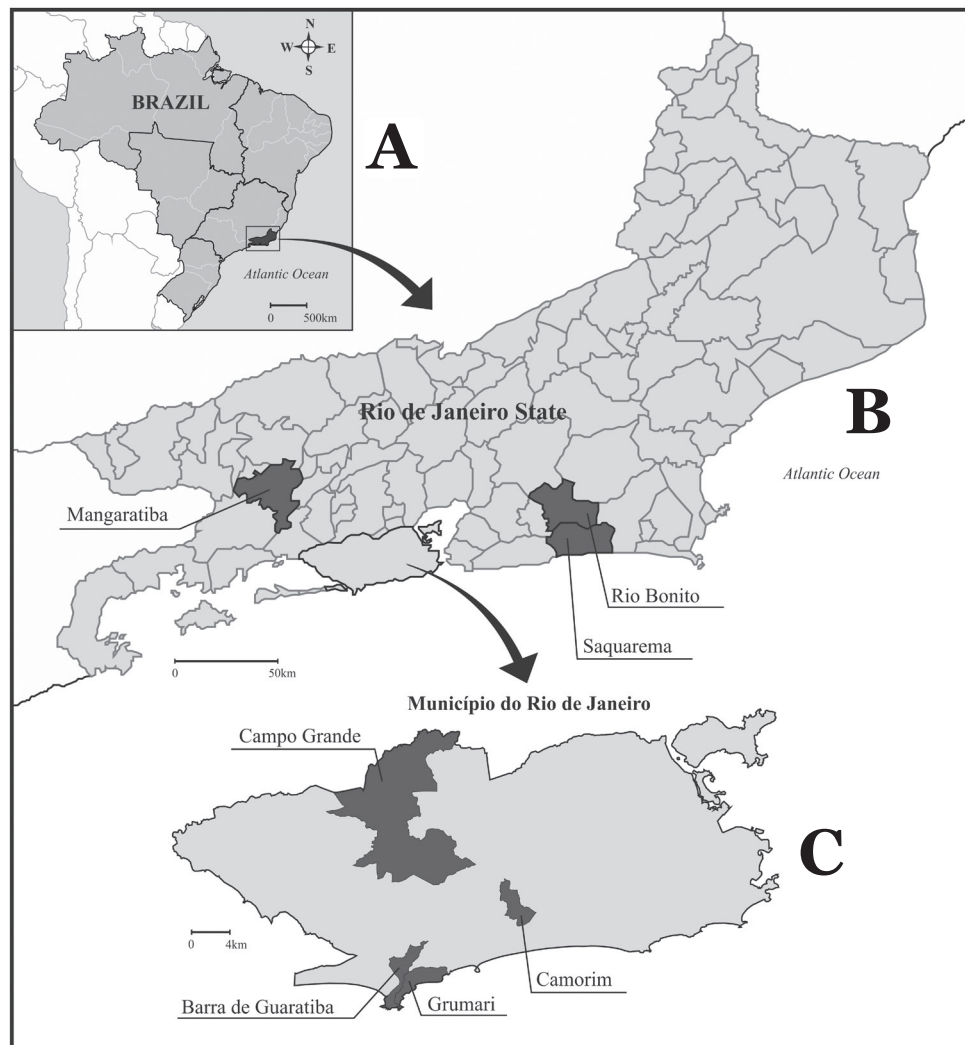 N
W E
S
BRAZIL
A
Atlantic Ocean
0 500km
Rio de Janeiro State
B
Atlantic Ocean
Mangaratiba
Rio Bonito
Saquarema
0 50km
Município do Rio de Janeiro
Campo Grande
C
0 4km
Camorim
Barra de Guaratiba
Grumari